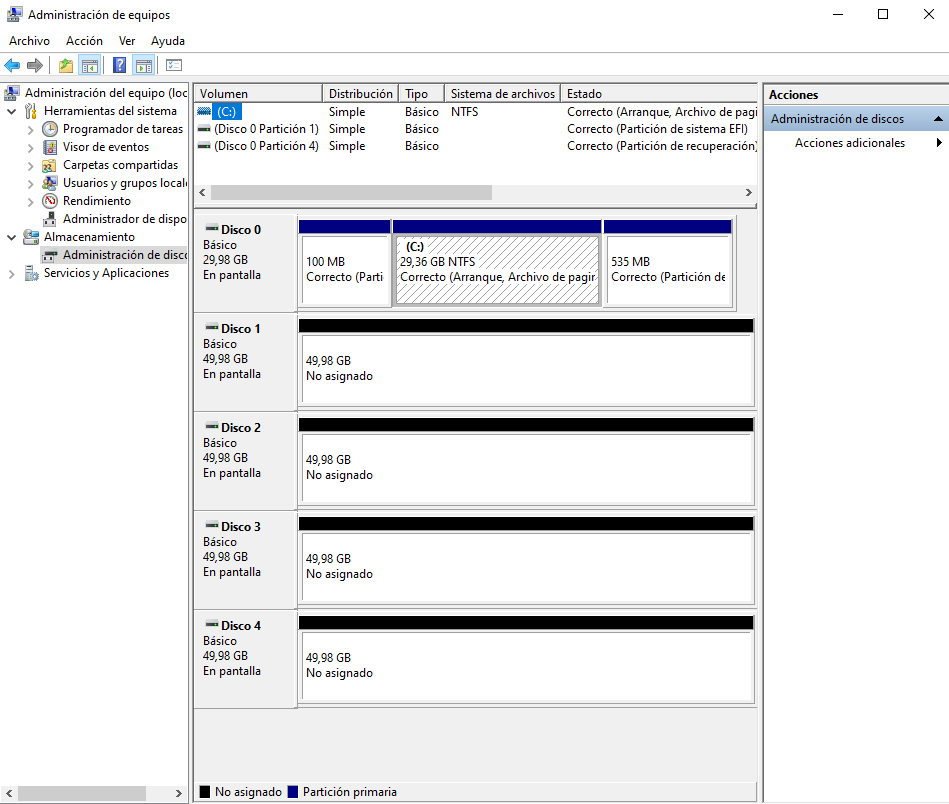 Administración de equipos
Archivo Acción Ver Ayuda
Administración del equipo (loc
Herramientas del sistema
Programador de tareas
Visor de eventos
Carpetas compartidas
Usuarios y grupos locale
Rendimiento
Administrador de dispo
Almacenamiento
Administración de disco
Servicios y Aplicaciones
Volumen Distribución Tipo Sistema de archivos Estado
(C:) Simple Básico NTFS Correcto (Arranque, Archivo de pagi
(Disco 0 Partición 1) Simple Básico Correcto (Partición de sistema EFI)
(Disco 0 Partición 4) Simple Básico Correcto (Partición de recuperación)
Disco 0
Básico
29,98 GB
En pantalla
100 MB
Correcto (Parti
(C:)
29,36 GB NTFS
Correcto (Arranque, Archivo de pagin
535 MB
Correcto (Partición de
Disco 1
Básico
49,98 GB
En pantalla
49,98 GB
No asignado
Disco 2
Básico
49,98 GB
En pantalla
49,98 GB
No asignado
Disco 3
Básico
49,98 GB
En pantalla
49,98 GB
No asignado
Disco 4
Básico
49,98 GB
En pantalla
49,98 GB
No asignado
No asignado Partición primaria
Acciones
Administración de discos
Acciones adicionales